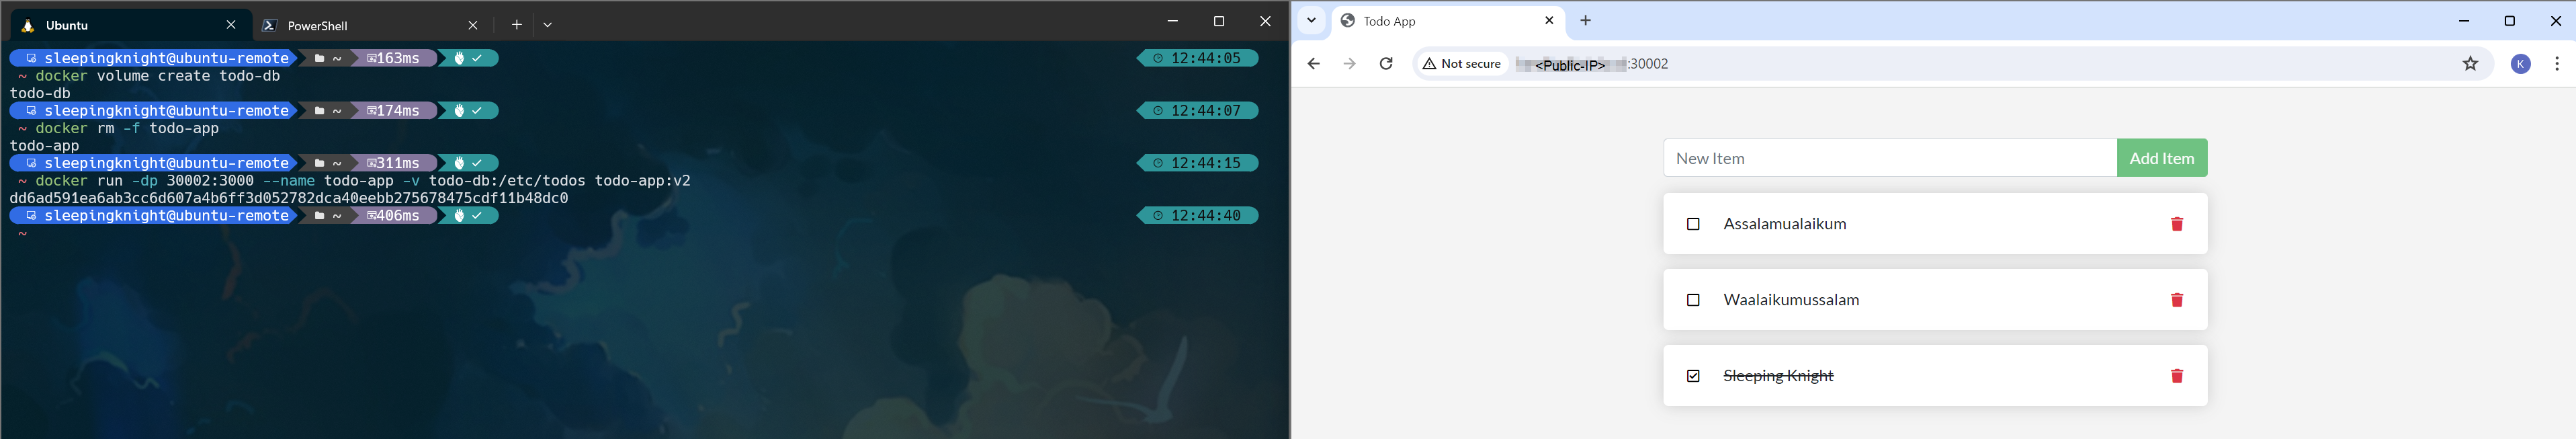 Ubuntu
PowerShell
sleepingknight@ubuntu-remote ~ 163ms 12:44:05
~ docker volume create todo-db
todo-db
sleepingknight@ubuntu-remote ~ 174ms 12:44:07
~ docker rm -f todo-app
todo-app
sleepingknight@ubuntu-remote ~ 311ms 12:44:15
~ docker run -dp 30002:3000 --name todo-app -v todo-db:/etc/todos todo-app:v2
dd6ad591ea6ab3cc6d607a4b6ff3d052782dca40eebb275678475cdf11b48dc0
sleepingknight@ubuntu-remote ~ 406ms 12:44:40
~
Todo App
Not secure <Public-IP>:30002
K
New Item Add Item
Assalamualaikum
Waalaikumussalam
Sleeping Knight